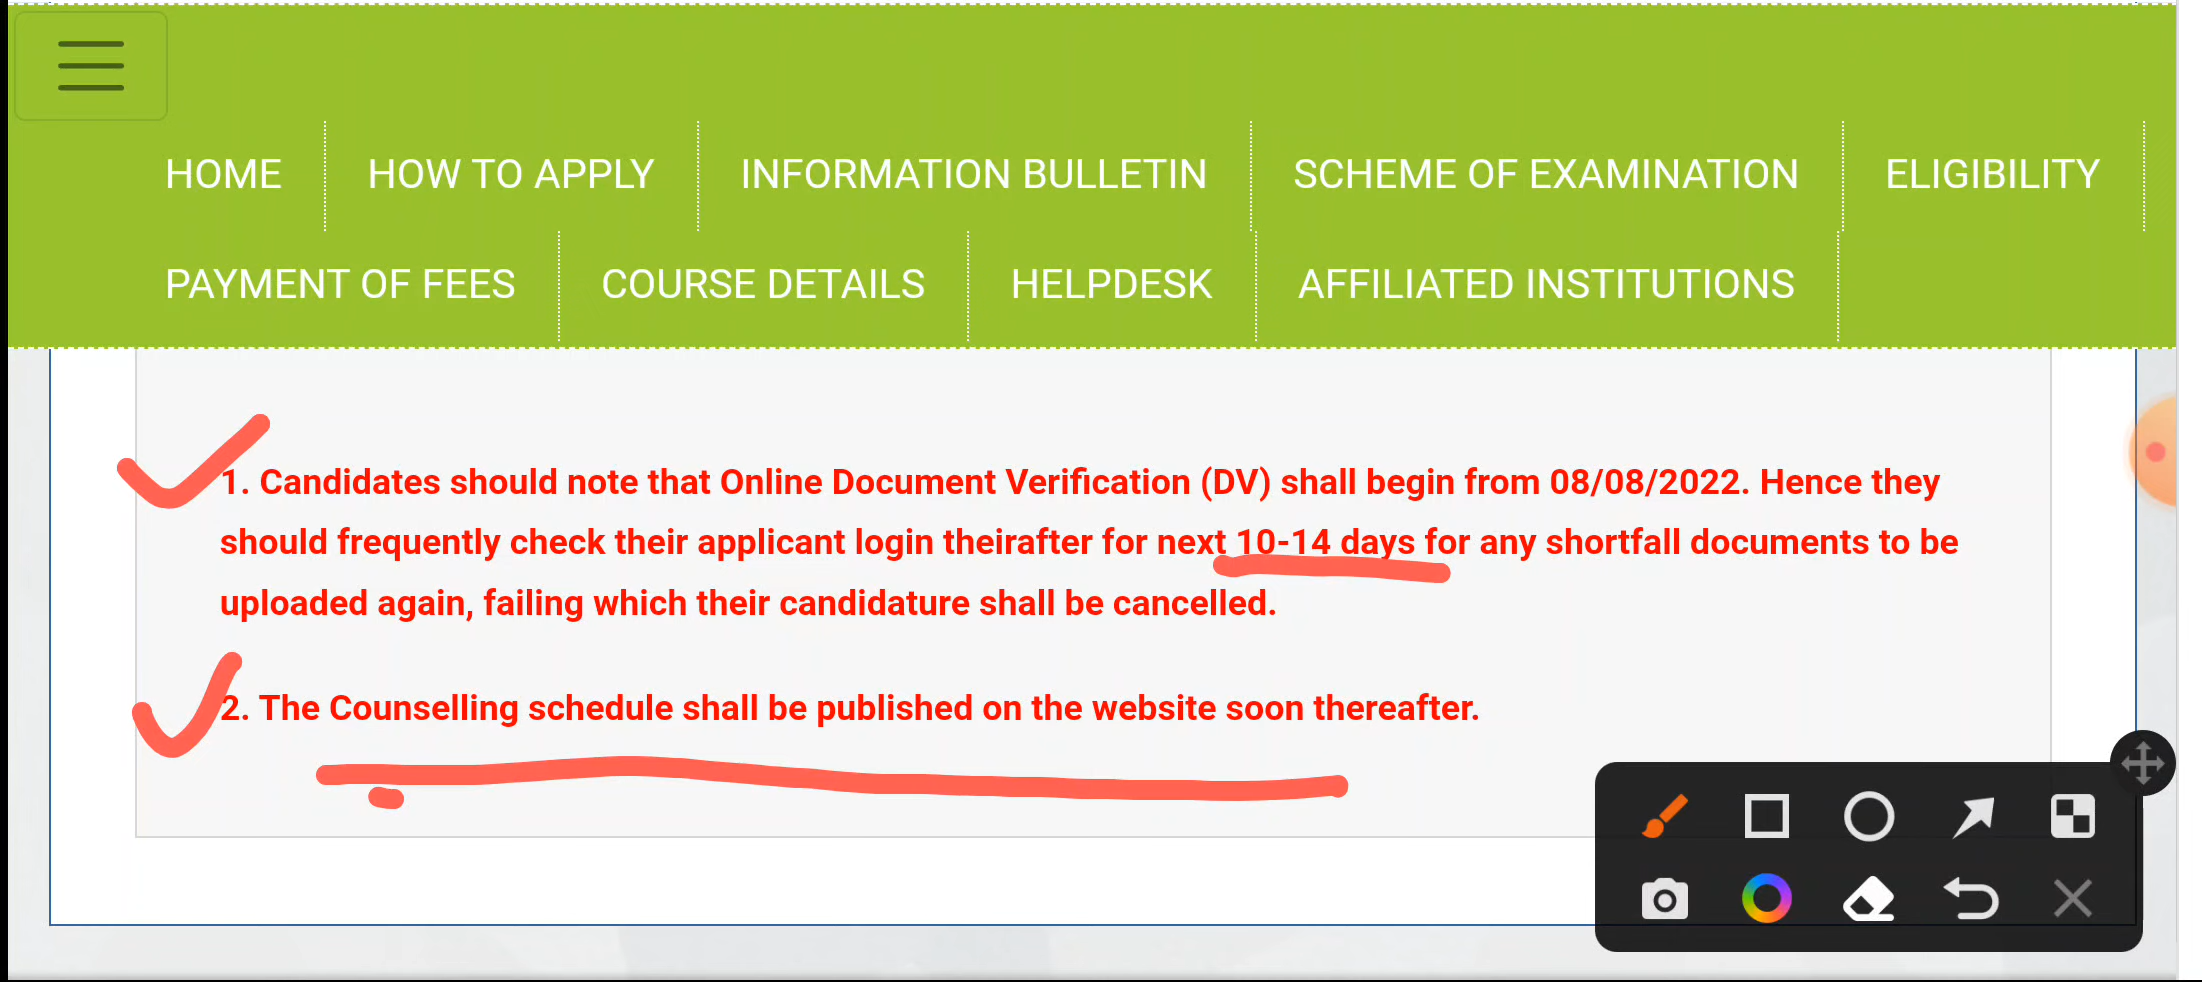 HOME HOW TO APPLY INFORMATION BULLETIN SCHEME OF EXAMINATION ELIGIBILITY
PAYMENT OF FEES COURSE DETAILS HELPDESK AFFILIATED INSTITUTIONS
1. Candidates should note that Online Document Verification (DV) shall begin from 08/08/2022. Hence they
should frequently check their applicant login theirafter for next 10-14 days for any shortfall documents to be
uploaded again, failing which their candidature shall be cancelled.
2. The Counselling schedule shall be published on the website soon thereafter.